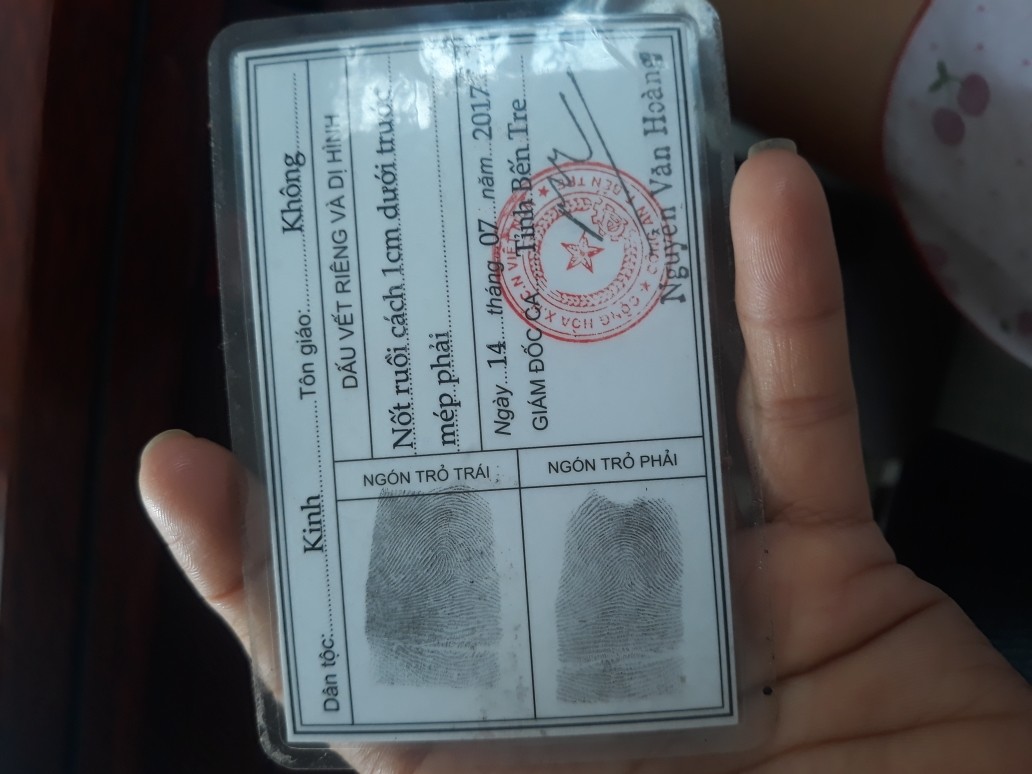 Dân tộc: Kinh Tôn giáo: Không
DẤU VẾT RIÊNG VÀ DỊ HÌNH
Nốt ruồi cách 1cm dưới trước
mép phải
Ngày 14 tháng 07 năm 2017
GIÁM ĐỐC CA Tỉnh Bến Tre
Nguyễn Văn Hoàng
NGÓN TRỎ TRÁI
NGÓN TRỎ PHẢI